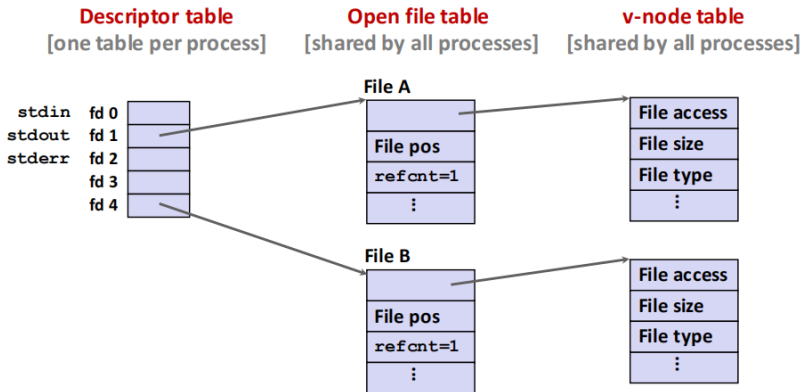 Descriptor table
[one table per process]
Open file table
[shared by all processes]
v-node table
[shared by all processes]
stdin fd 0
stdout fd 1
stderr fd 2
fd 3
fd 4
File A
File pos
refcnt=1
⋮
File access
File size
File type
⋮
File B
File pos
refcnt=1
⋮
File access
File size
File type
⋮